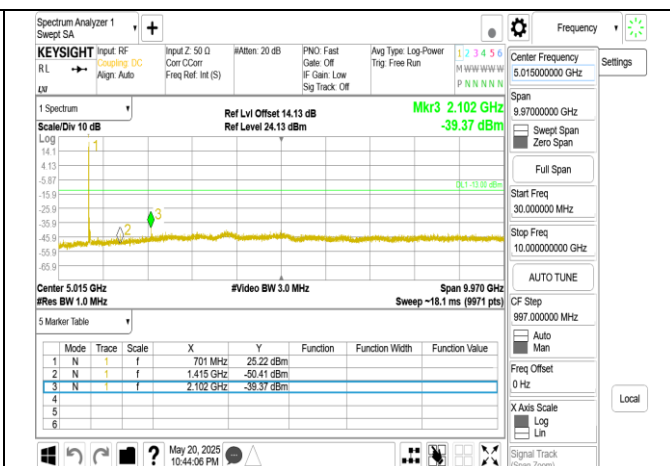 Spectrum Analyzer 1
Swept SA
+
Frequency
KEYSIGHT Input: RF Input Z: 50 Ω #Atten: 20 dB PNO: Fast Avg Type: Log-Power 1 2 3 4 5 6
RL Coupling: DC Corr CCorr Gate: Off Trig: Free Run M W W W W W
Align: Auto Freq Ref: Int (S) IF Gain: Low
Sig Track: Off P N N N N N
LXI
Center Frequency
5.015000000 GHz
Settings
Span
9.97000000 GHz
Swept Span
Zero Span
Full Span
Start Freq
30.000000 MHz
Stop Freq
10.000000000 GHz
AUTO TUNE
CF Step
997.000000 MHz
Auto
Man
Freq Offset
0 Hz
X Axis Scale
Log
Lin
Local
Signal Track
(Span Zoom)
1 Spectrum
Scale/Div 10 dB
Ref Lvl Offset 14.13 dB
Ref Level 24.13 dBm
Mkr3 2.102 GHz
-39.37 dBm
Log
14.1
4.13
-5.87
-15.9
-25.9
-35.9
-45.9
-55.9
-65.9
1
2
3
DL1 -13.00 dBm
Center 5.015 GHz #Video BW 3.0 MHz Span 9.970 GHz
#Res BW 1.0 MHz Sweep ~18.1 ms (9971 pts)
5 Marker Table
Mode Trace Scale X Y Function Function Width Function Value
1 N 1 f 701 MHz 25.22 dBm
2 N 1 f 1.415 GHz -50.41 dBm
3 N 1 f 2.102 GHz -39.37 dBm
4
5
6
?
May 20, 2025
10:44:06 PM